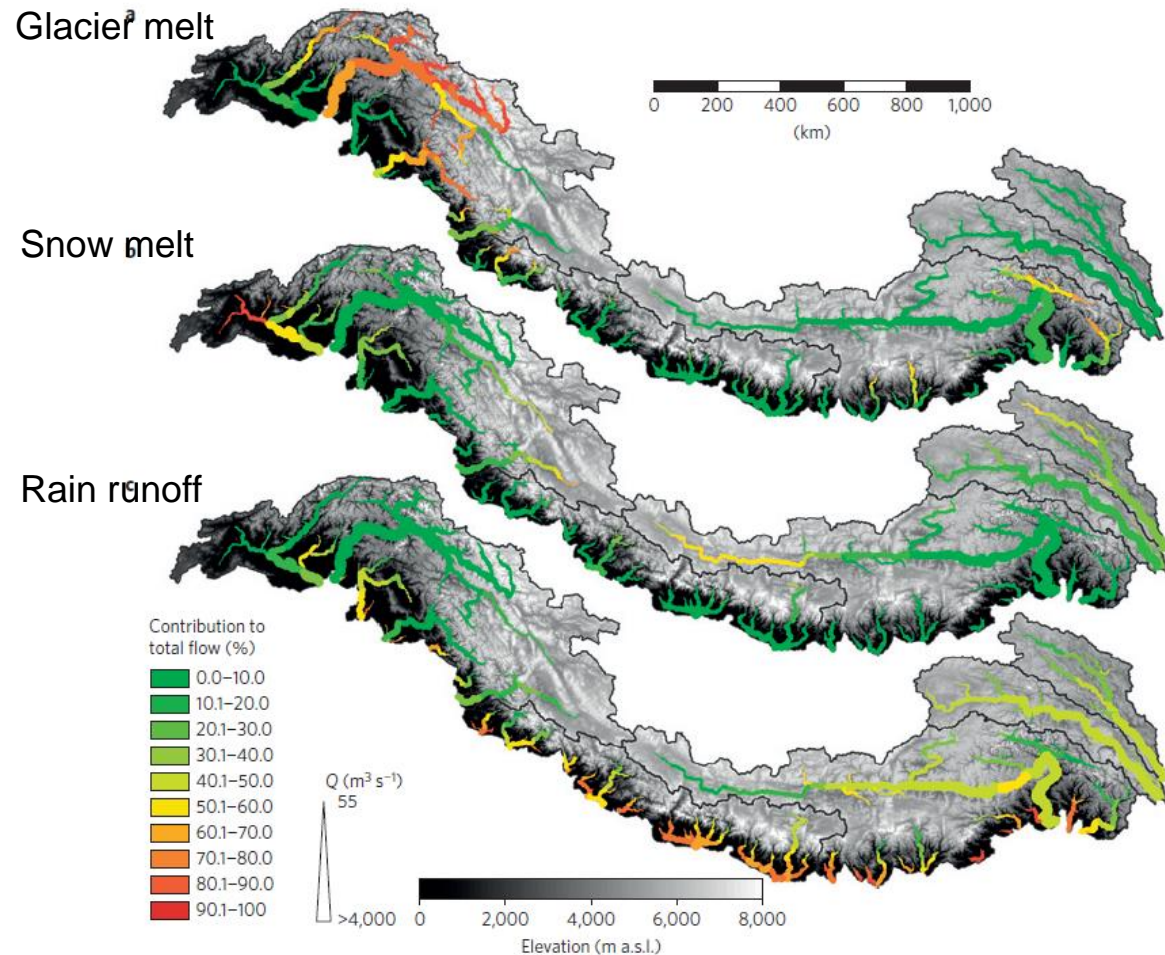 a
Glacier melt
0 200 400 600 800 1,000
(km)
b
Snow melt
c
Rain runoff
Contribution to
total flow (%)
0.0–10.0
10.1–20.0
20.1–30.0
30.1–40.0
40.1–50.0
50.1–60.0
60.1–70.0
70.1–80.0
80.1–90.0
90.1–100
Q (m³ s⁻¹)
55
>4,000
0 2,000 4,000 6,000 8,000
Elevation (m a.s.l.)